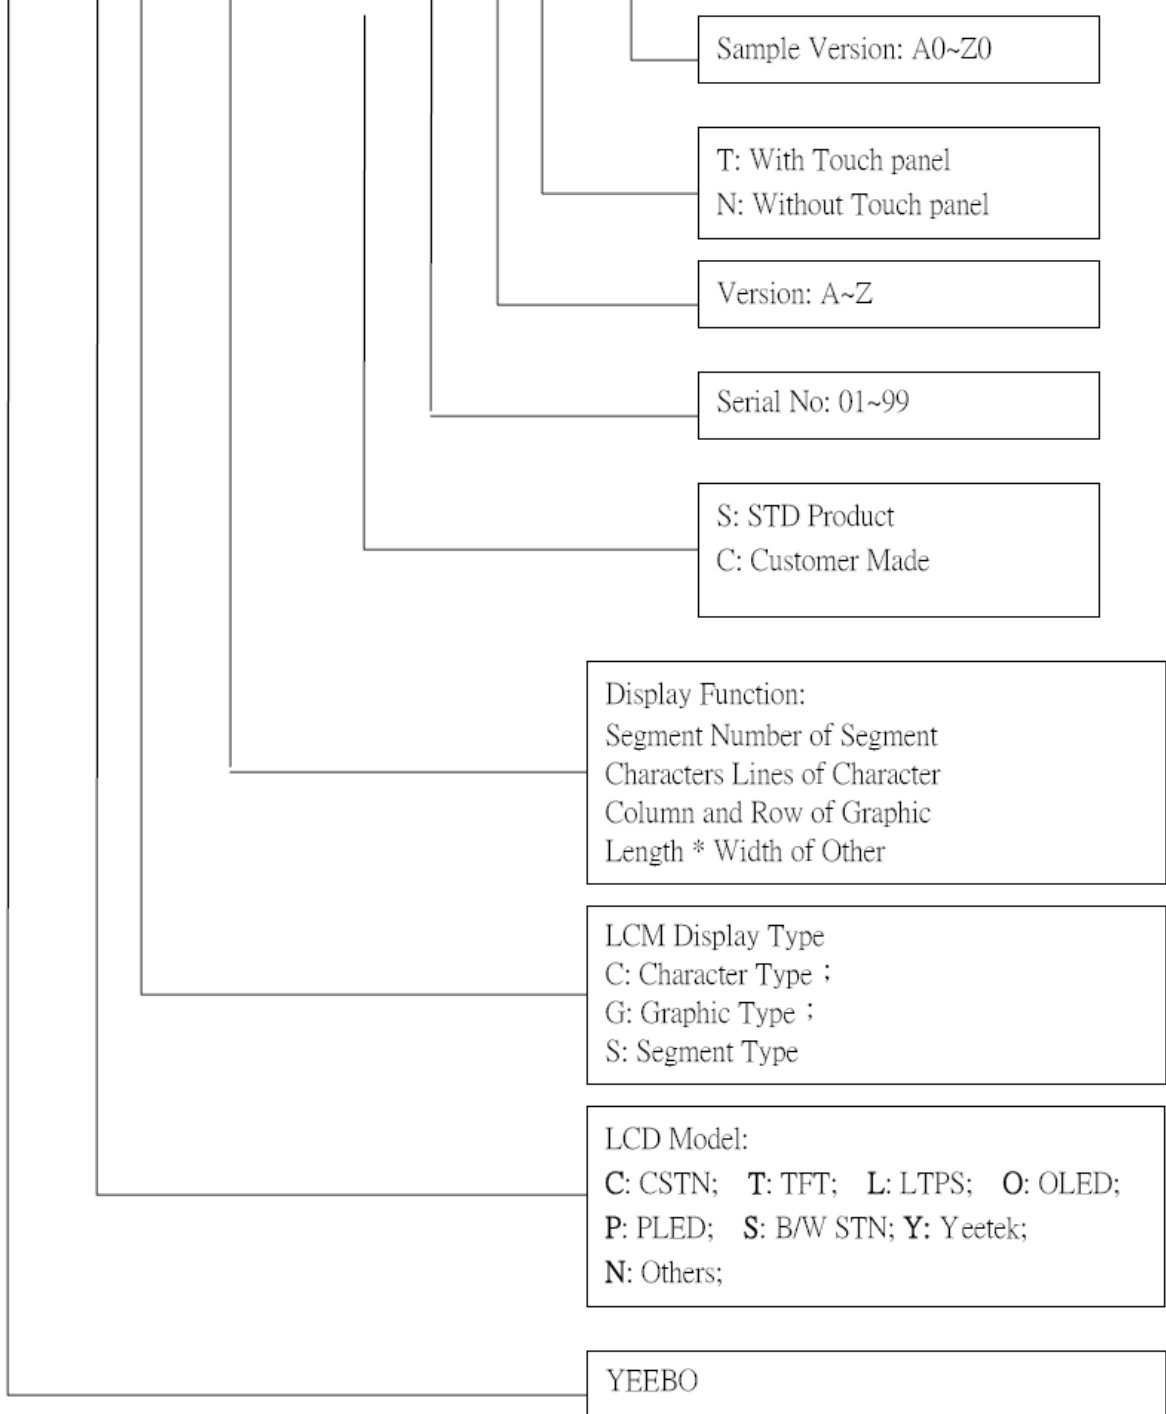 Sample Version: A0~Z0
T: With Touch panel
N: Without Touch panel
Version: A~Z
Serial No: 01~99
S: STD Product
C: Customer Made
Display Function:
Segment Number of Segment
Characters Lines of Character
Column and Row of Graphic
Length * Width of Other
LCM Display Type
C: Character Type；
G: Graphic Type；
S: Segment Type
LCD Model:
C: CSTN; T: TFT; L: LTPS; O: OLED;
P: PLED; S: B/W STN; Y: Yeetek;
N: Others;
YEEBO